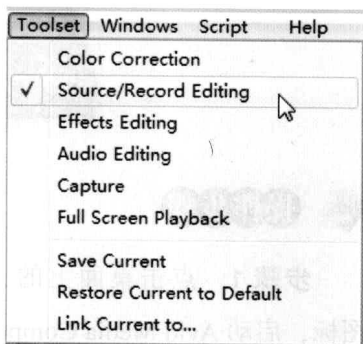 Toolset Windows Script Help
Color Correction
✓ Source/Record Editing
Effects Editing
Audio Editing
Capture
Full Screen Playback
Save Current
Restore Current to Default
Link Current to...